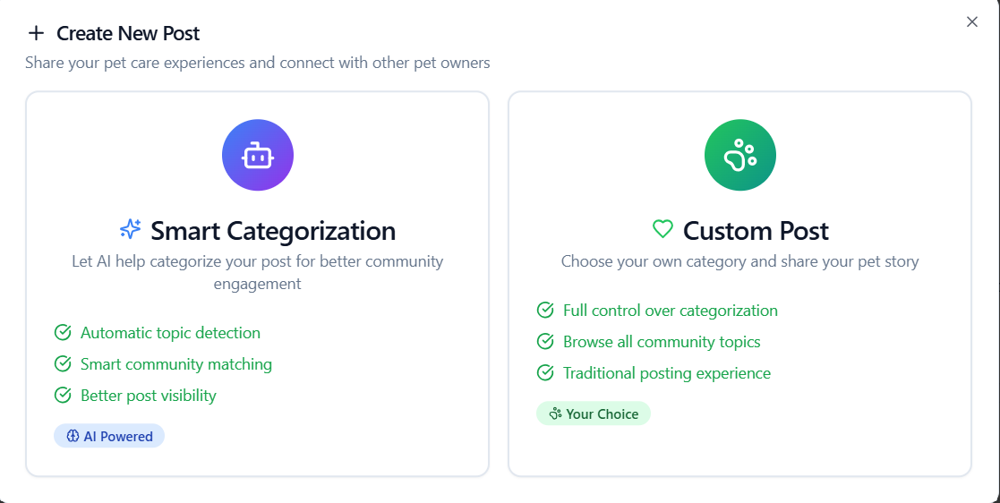 Create New Post
Share your pet care experiences and connect with other pet owners
Smart Categorization
Let AI help categorize your post for better community
engagement
Automatic topic detection
Smart community matching
Better post visibility
AI Powered
Custom Post
Choose your own category and share your pet story
Full control over categorization
Browse all community topics
Traditional posting experience
Your Choice